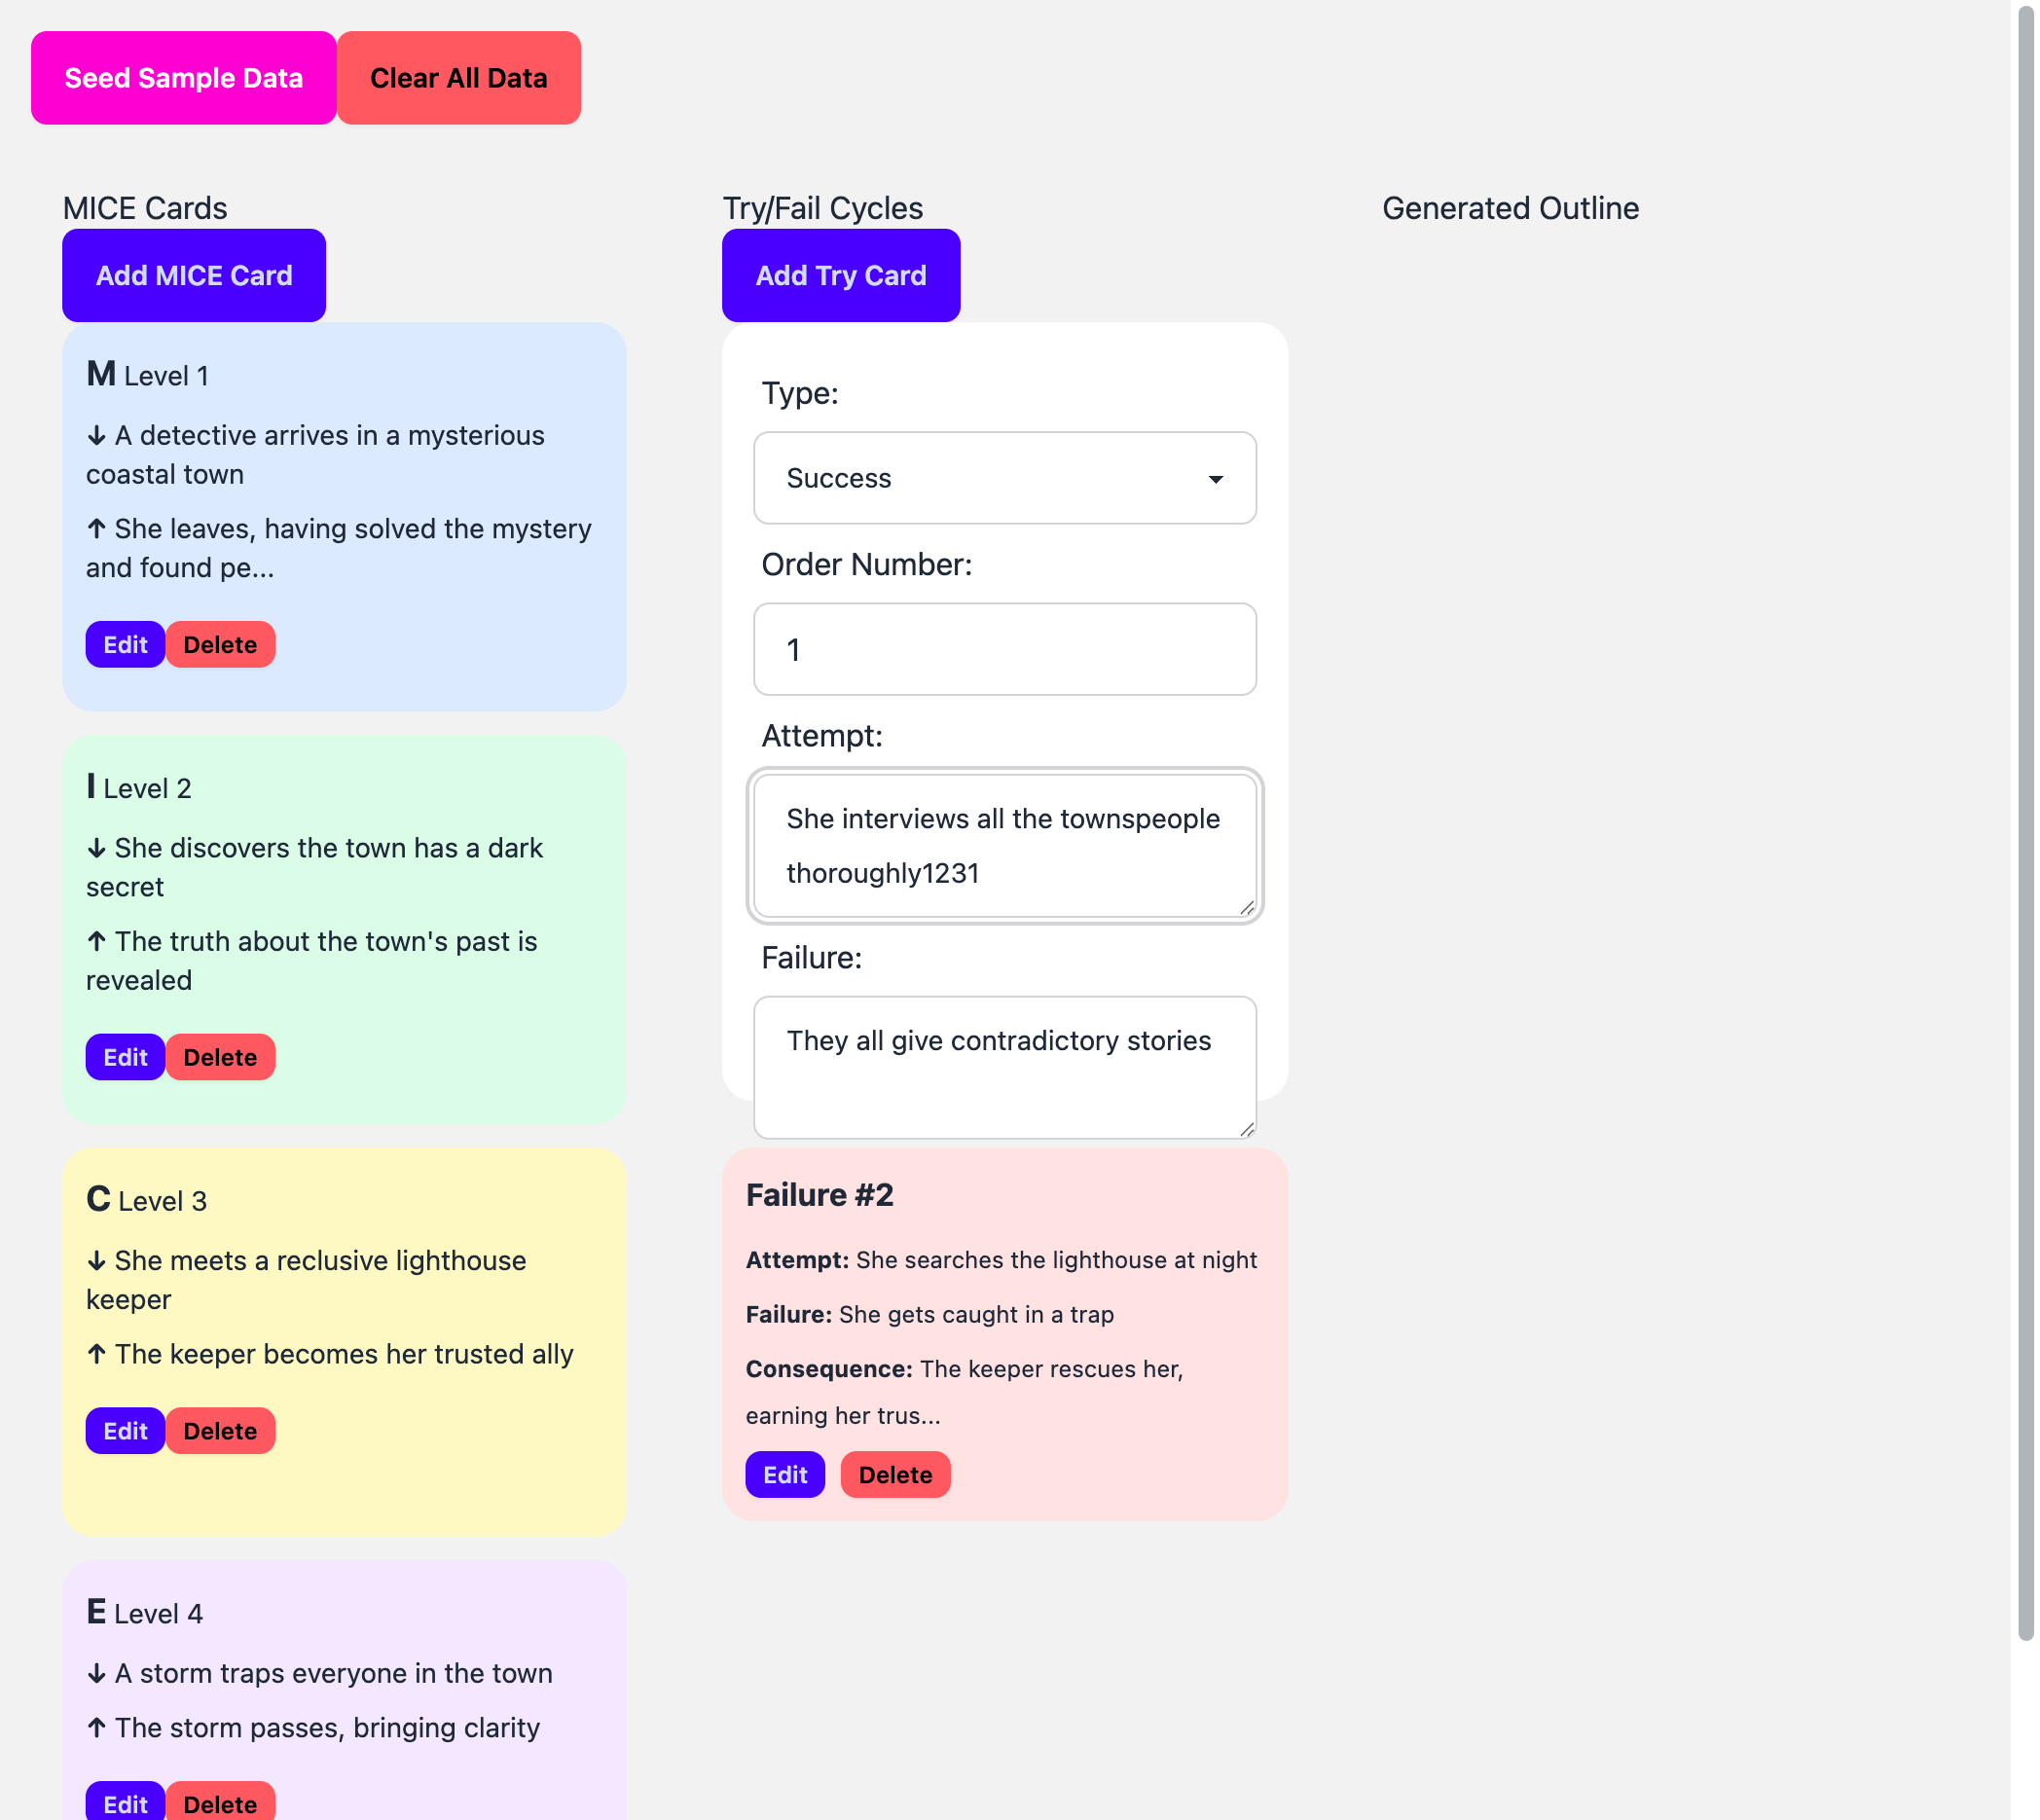 Seed Sample Data
Clear All Data
MICE Cards
Add MICE Card
M Level 1
↓ A detective arrives in a mysterious
coastal town
↑ She leaves, having solved the mystery
and found pe...
Edit
Delete
I Level 2
↓ She discovers the town has a dark
secret
↑ The truth about the town's past is
revealed
Edit
Delete
C Level 3
↓ She meets a reclusive lighthouse
keeper
↑ The keeper becomes her trusted ally
Edit
Delete
E Level 4
↓ A storm traps everyone in the town
↑ The storm passes, bringing clarity
Edit
Delete
Try/Fail Cycles
Add Try Card
Type:
Success
Order Number:
1
Attempt:
She interviews all the townspeople
thoroughly1231
Failure:
They all give contradictory stories
Failure #2
Attempt: She searches the lighthouse at night
Failure: She gets caught in a trap
Consequence: The keeper rescues her,
earning her trus...
Edit
Delete
Generated Outline